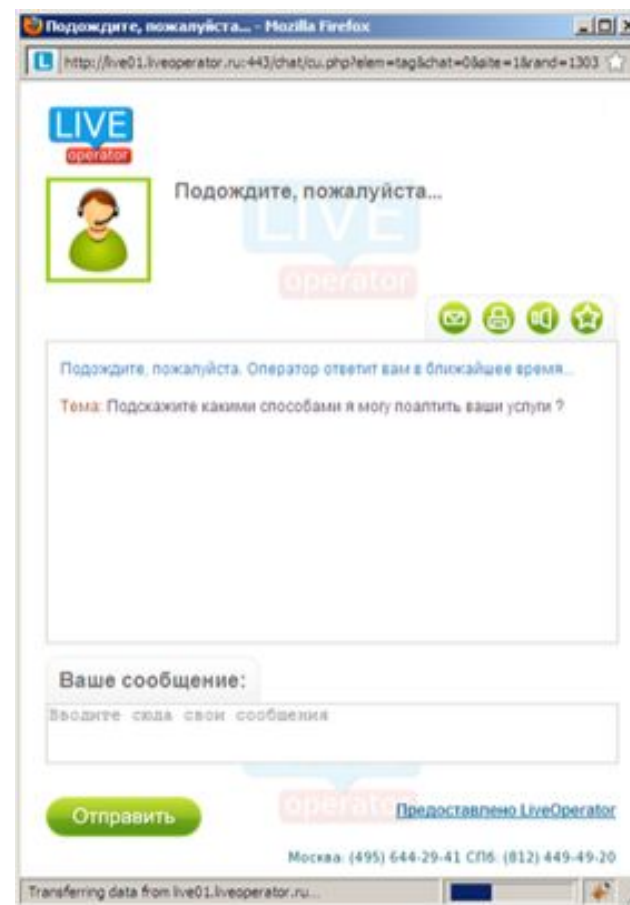 Подождите, пожалуйста... - Mozilla Firefox
http://live01.liveoperator.ru:443/chat/cu.php?elem=tag&chat=0&site=1&rand=1303
LIVE
operator
Подождите, пожалуйста...
LIVE
operator
Подождите, пожалуйста. Оператор ответит вам в ближайшее время...
Тема: Подскажите какими способами я могу поаптить ваши услуги ?
Ваше сообщение:
Вводите сюда свои сообщения
Отправить
operator
Предоставлено LiveOperator
Москва: (495) 644-29-41 СПб: (812) 449-49-20
Transferring data from live01.liveoperator.ru...